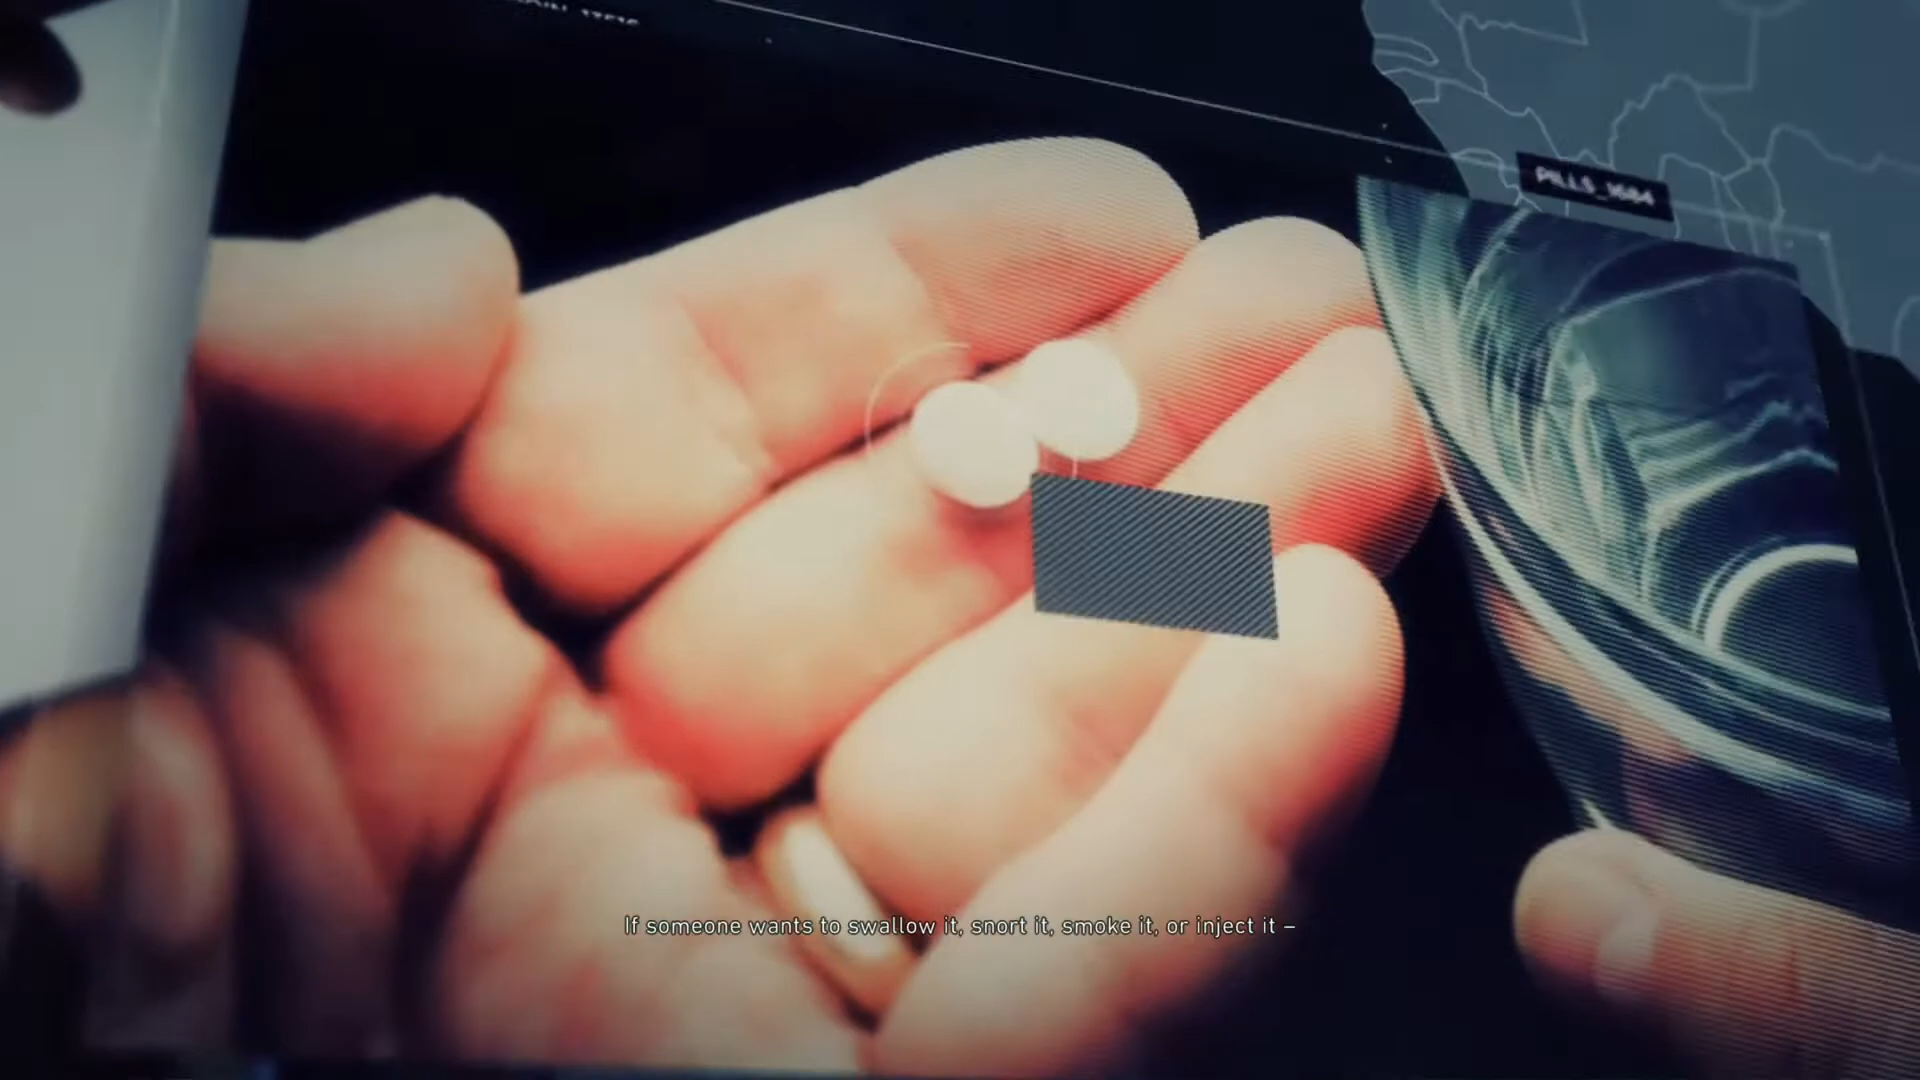 PILLS_1684
If someone wants to swallow it, snort it, smoke it, or inject it –